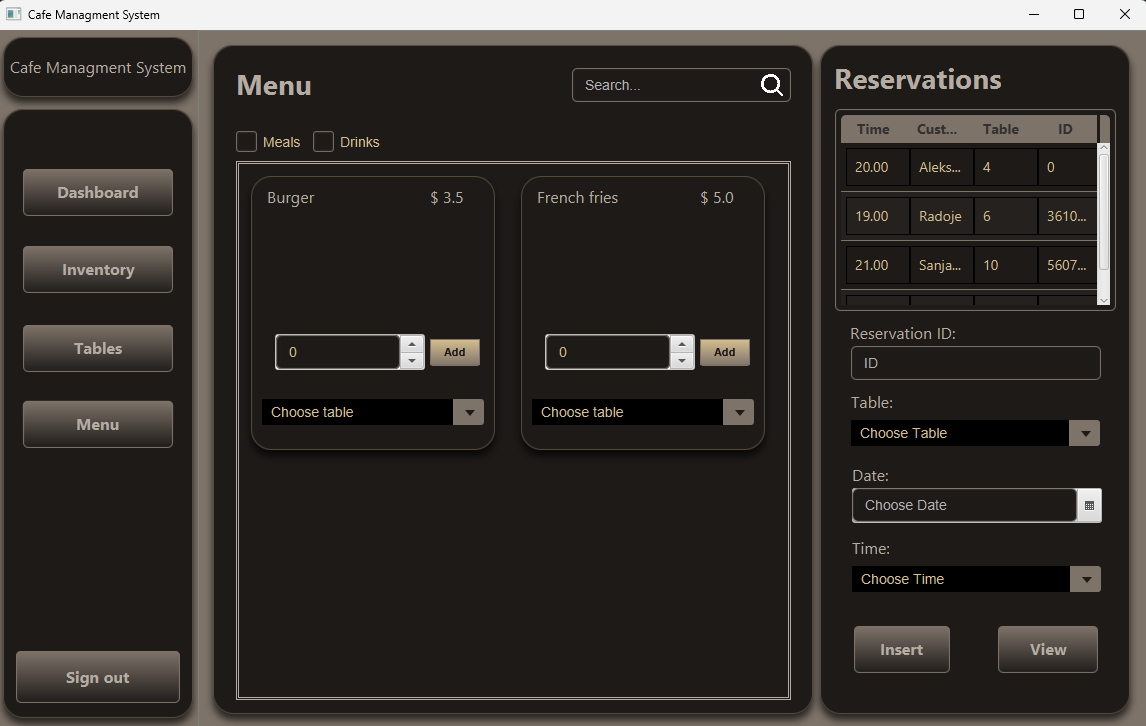 Cafe Managment System
Cafe Managment System
Dashboard
Inventory
Tables
Menu
Sign out
Menu
Search...
Meals
Drinks
Burger
$ 3.5
0
Add
Choose table
French fries
$ 5.0
0
Add
Choose table
Reservations
Time Cust... Table ID
20.00 Aleks... 4 0
19.00 Radoje 6 3610...
21.00 Sanja... 10 5607...
Reservation ID:
ID
Table:
Choose Table
Date:
Choose Date
Time:
Choose Time
Insert
View